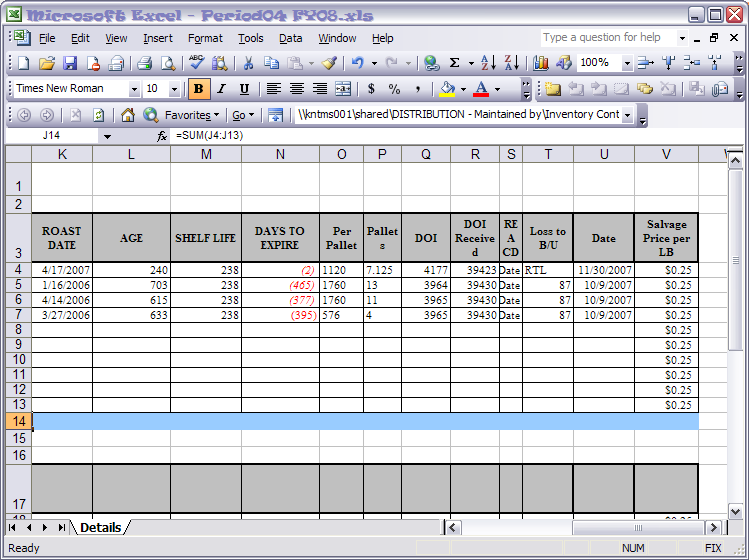 Microsoft Excel - Period04 FY08.xls
File Edit View Insert Format Tools Data Window Help Type a question for help
Σ 100%
Times New Roman 10 B I U $ % , A
Favorites Go \\kntms001\shared\DISTRIBUTION - Maintained by\Inventory Cont
J14 fx =SUM(J4:J13)
K L M N O P Q R S T U V
1
2
3 ROAST DATE AGE SHELF LIFE DAYS TO EXPIRE Per Pallet Pallets DOI DOI Received REA CD Loss to B/U Date Salvage Price per LB
4 4/17/2007 240 238 (2) 1120 7.125 4177 39423 Date RTL 11/30/2007 $0.25
5 1/16/2006 703 238 (465) 1760 13 3964 39430 Date 87 10/9/2007 $0.25
6 4/14/2006 615 238 (377) 1760 11 3965 39430 Date 87 10/9/2007 $0.25
7 3/27/2006 633 238 (395) 576 4 3965 39430 Date 87 10/9/2007 $0.25
8 $0.25
9 $0.25
10 $0.25
11 $0.25
12 $0.25
13 $0.25
14
15
16
17
18 $0.25
Details
Ready NUM FIX